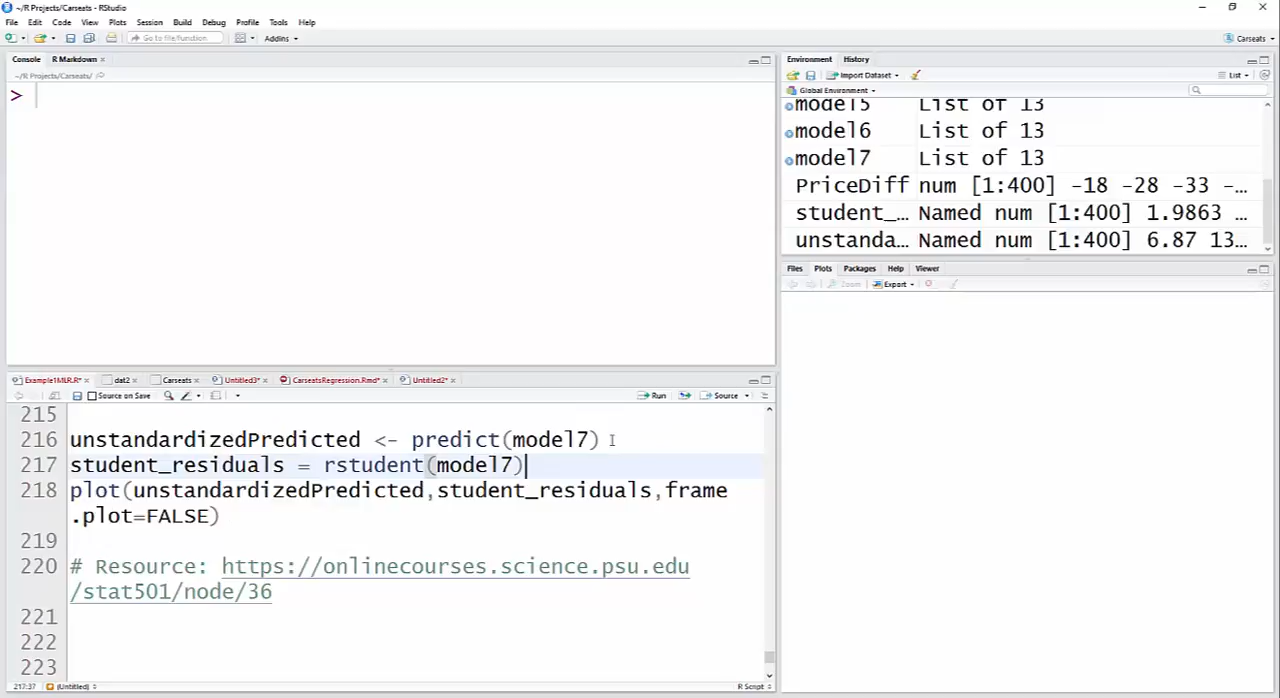 ~/R Projects/Carseats - RStudio
File Edit Code View Plots Session Build Debug Profile Tools Help
Go to file/function Addins Carseats
Console R Markdown
~/R Projects/Carseats/
>
Environment History
Import Dataset List
Global Environment
model5 List of 13
model6 List of 13
model7 List of 13
PriceDiff num [1:400] -18 -28 -33 -…
student_… Named num [1:400] 1.9863 …
unstanda… Named num [1:400] 6.87 13…
Files Plots Packages Help Viewer
Zoom Export
Example1MLR.R* dat2 Carseats Untitled3* CarseatsRegression.Rmd* Untitled2*
Source on Save Run Source
215
216 unstandardizedPredicted <- predict(model7)
217 student_residuals = rstudent(model7)
218 plot(unstandardizedPredicted,student_residuals,frame
.plot=FALSE)
219
220 # Resource: https://onlinecourses.science.psu.edu
/stat501/node/36
221
222
223
217:37 (Untitled) R Script